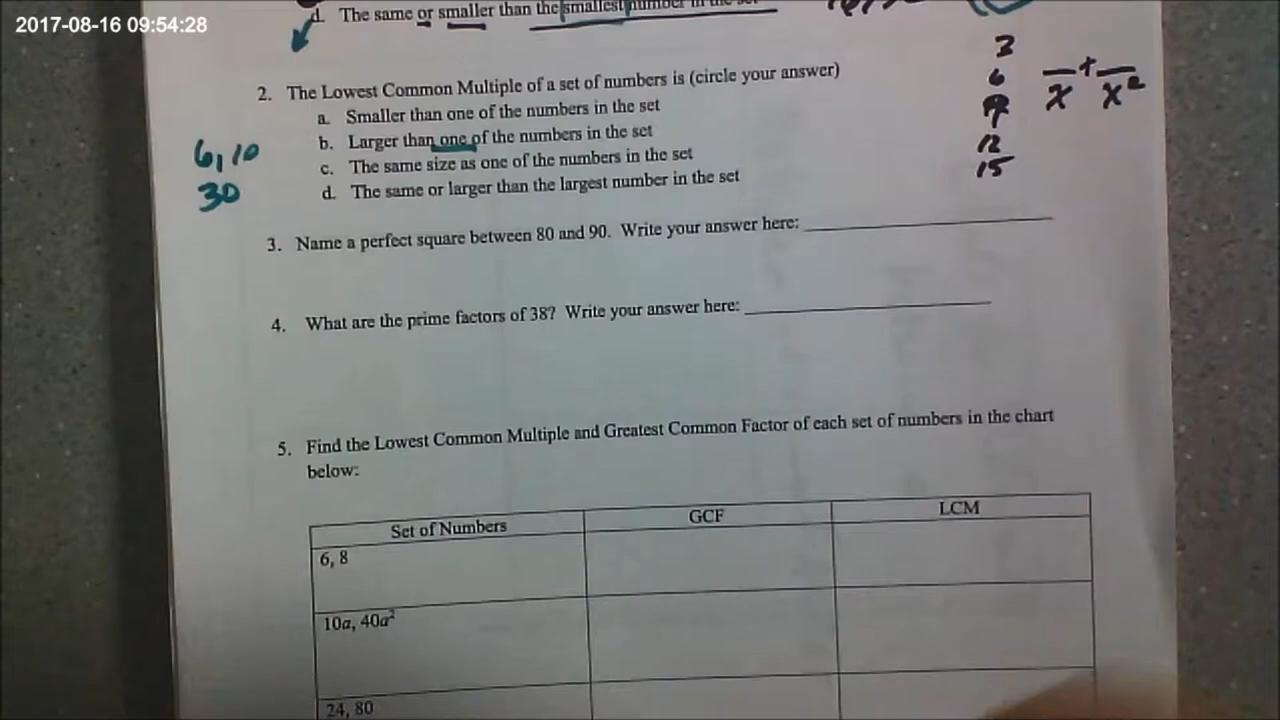 2017-08-16 09:54:28
d. The same or smaller than the smallest number in the set
2. The Lowest Common Multiple of a set of numbers is (circle your answer)
a. Smaller than one of the numbers in the set
b. Larger than one of the numbers in the set
c. The same size as one of the numbers in the set
d. The same or larger than the largest number in the set
6, 10
30
3
6
12
15
x + x²
3. Name a perfect square between 80 and 90. Write your answer here:
4. What are the prime factors of 38? Write your answer here:
5. Find the Lowest Common Multiple and Greatest Common Factor of each set of numbers in the chart
below:
Set of Numbers GCF LCM
6, 8
10a, 40a²
24, 80